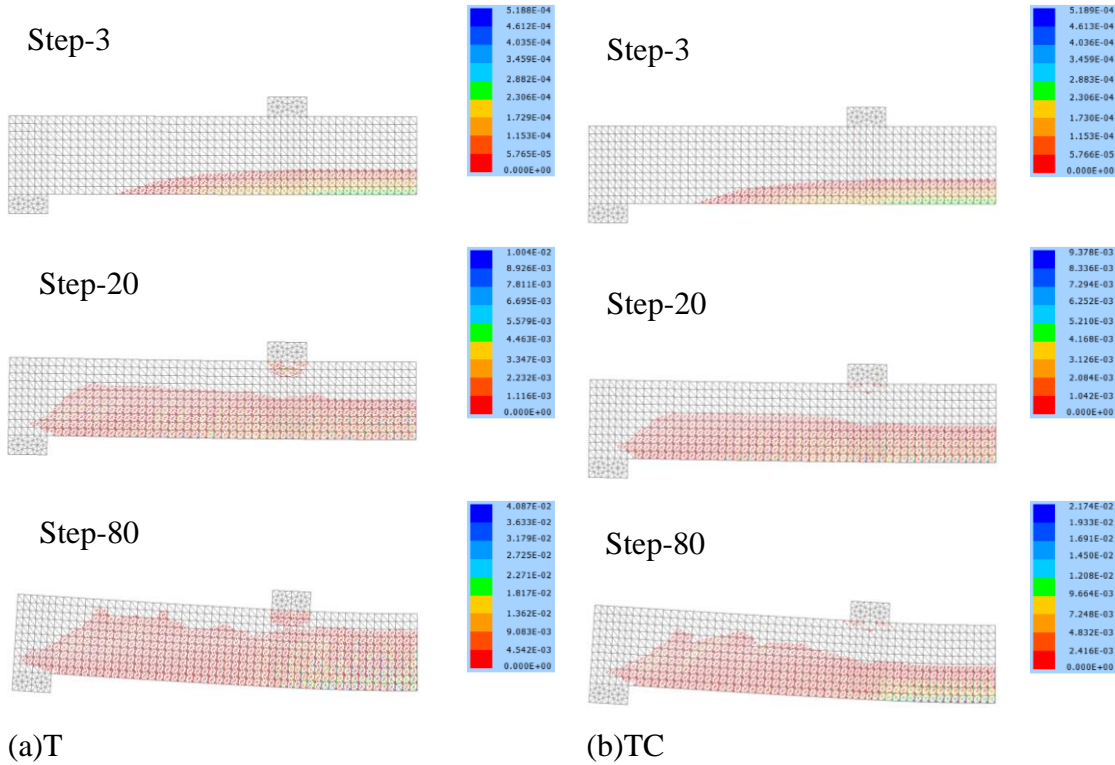 Step-3
5.188E-04
4.612E-04
4.035E-04
3.459E-04
2.882E-04
2.306E-04
1.729E-04
1.153E-04
5.765E-05
0.000E+00
Step-3
5.189E-04
4.613E-04
4.036E-04
3.459E-04
2.883E-04
2.306E-04
1.730E-04
1.153E-04
5.766E-05
0.000E+00
Step-20
1.004E-02
8.926E-03
7.811E-03
6.695E-03
5.579E-03
4.463E-03
3.347E-03
2.232E-03
1.116E-03
0.000E+00
Step-20
9.378E-03
8.336E-03
7.294E-03
6.252E-03
5.210E-03
4.168E-03
3.126E-03
2.084E-03
1.042E-03
0.000E+00
Step-80
4.087E-02
3.633E-02
3.179E-02
2.725E-02
2.271E-02
1.817E-02
1.362E-02
9.083E-03
4.542E-03
0.000E+00
Step-80
2.174E-02
1.933E-02
1.691E-02
1.450E-02
1.208E-02
9.664E-03
7.248E-03
4.832E-03
2.416E-03
0.000E+00
(a)T
(b)TC